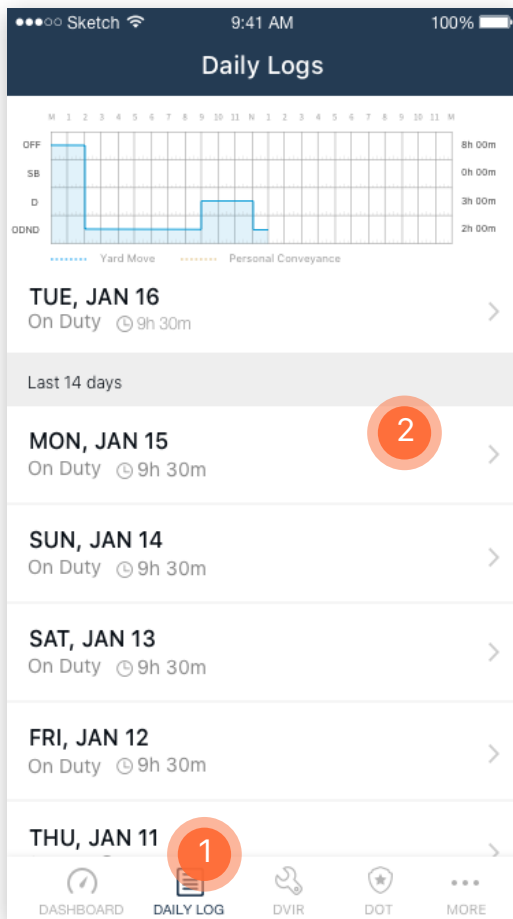 Sketch 9:41 AM 100%
Daily Logs
M 1 2 3 4 5 6 7 8 9 10 11 N 1 2 3 4 5 6 7 8 9 10 11 M
OFF 8h 00m
SB 0h 00m
D 3h 00m
ODND 2h 00m
Yard Move Personal Conveyance
TUE, JAN 16
On Duty 9h 30m
Last 14 days
2
MON, JAN 15
On Duty 9h 30m
SUN, JAN 14
On Duty 9h 30m
SAT, JAN 13
On Duty 9h 30m
FRI, JAN 12
On Duty 9h 30m
THU, JAN 11
1
DASHBOARD DAILY LOG DVIR DOT MORE